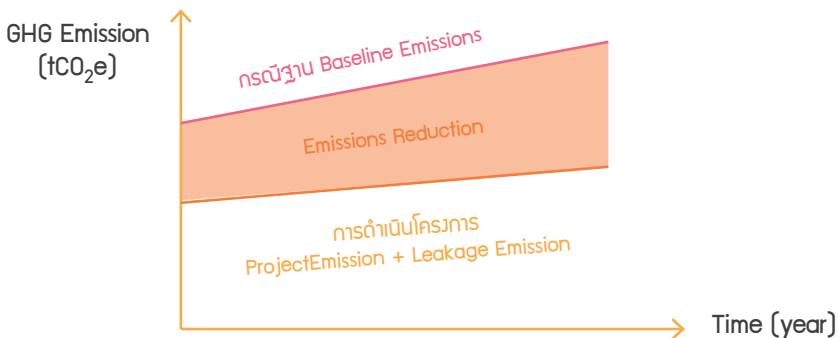 GHG Emission
(tCO₂e)
กรณีฐาน Baseline Emissions
Emissions Reduction
การดำเนินโครงการ
ProjectEmission + Leakage Emission
Time (year)